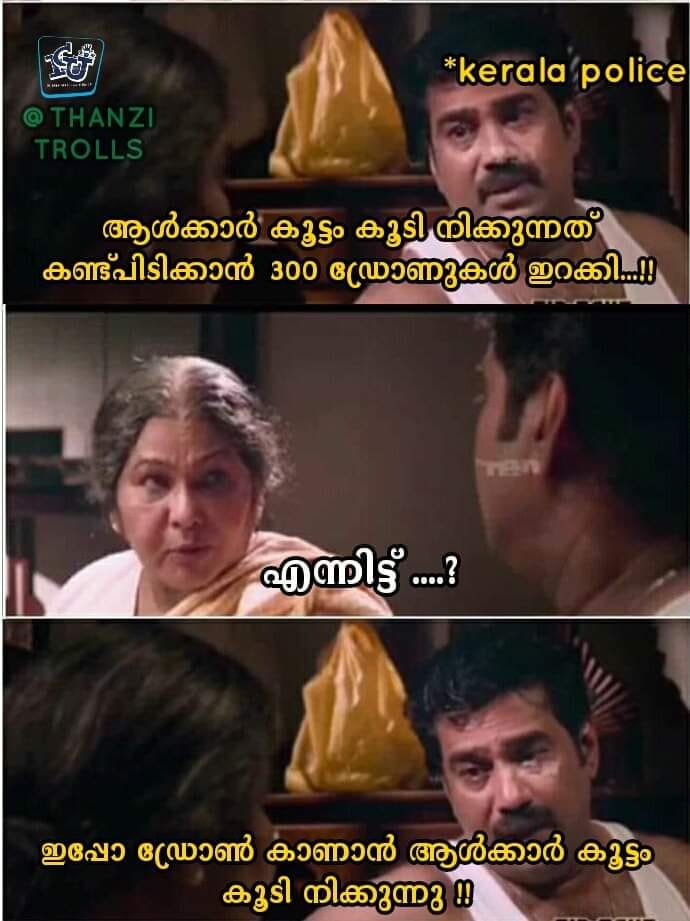 *kerala police
@THANZI
TROLLS
ആൾക്കാർ കൂട്ടം കൂടി നിക്കുന്നത്
കണ്ട്പിടിക്കാൻ 300 ഡ്രോണുകൾ ഇറക്കി...!!
എന്നിട്ട് ....?
ഇപ്പോ ഡ്രോൺ കാണാൻ ആൾക്കാർ കൂട്ടം
കൂടി നിക്കുന്നു !!